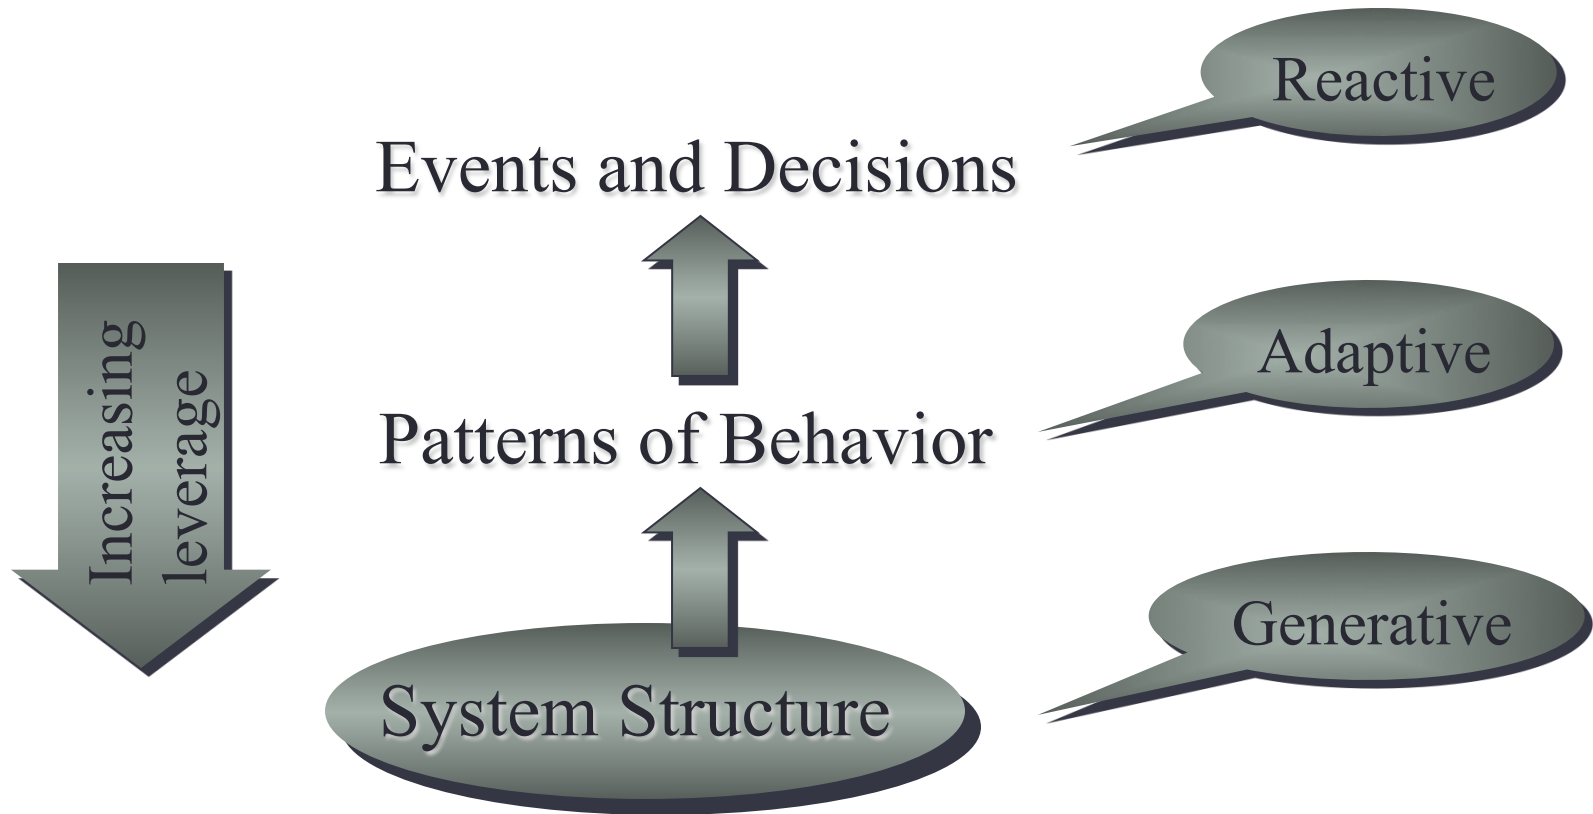 Reactive
Events and Decisions
Increasing
leverage
Adaptive
Patterns of Behavior
Generative
System Structure